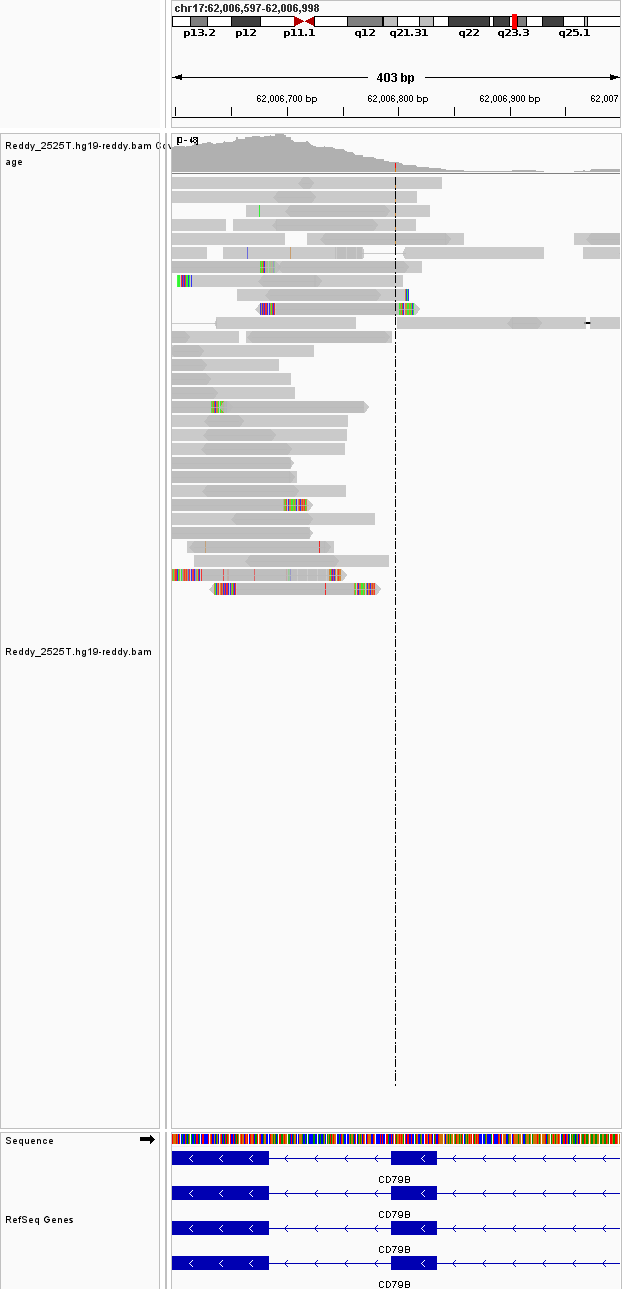 chr17:62,006,597-62,006,998
p13.2 p12 p11.1 q12 q21.31 q22 q23.3 q25.1
403 bp
62,006,700 bp 62,006,800 bp 62,006,900 bp 62,007
Reddy_2525T.hg19-reddy.bam Cov
age
Reddy_2525T.hg19-reddy.bam
Sequence
CD79B
CD79B
RefSeq Genes
CD79B
CD79B